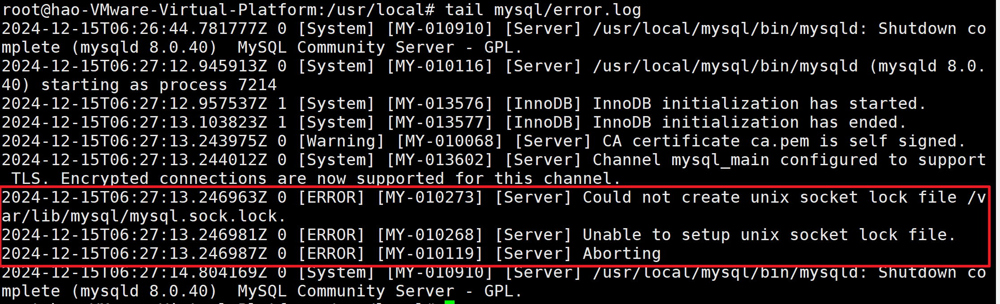 root@hao-VMware-Virtual-Platform:/usr/local# tail mysql/error.log
2024-12-15T06:26:44.781777Z 0 [System] [MY-010910] [Server] /usr/local/mysql/bin/mysqld: Shutdown co
mplete (mysqld 8.0.40)  MySQL Community Server - GPL.
2024-12-15T06:27:12.945913Z 0 [System] [MY-010116] [Server] /usr/local/mysql/bin/mysqld (mysqld 8.0.
40) starting as process 7214
2024-12-15T06:27:12.957537Z 1 [System] [MY-013576] [InnoDB] InnoDB initialization has started.
2024-12-15T06:27:13.103823Z 1 [System] [MY-013577] [InnoDB] InnoDB initialization has ended.
2024-12-15T06:27:13.243975Z 0 [Warning] [MY-010068] [Server] CA certificate ca.pem is self signed.
2024-12-15T06:27:13.244012Z 0 [System] [MY-013602] [Server] Channel mysql_main configured to support
 TLS. Encrypted connections are now supported for this channel.
2024-12-15T06:27:13.246963Z 0 [ERROR] [MY-010273] [Server] Could not create unix socket lock file /v
ar/lib/mysql/mysql.sock.lock.
2024-12-15T06:27:13.246981Z 0 [ERROR] [MY-010268] [Server] Unable to setup unix socket lock file.
2024-12-15T06:27:13.246987Z 0 [ERROR] [MY-010119] [Server] Aborting
2024-12-15T06:27:14.804169Z 0 [System] [MY-010910] [Server] /usr/local/mysql/bin/mysqld: Shutdown co
mplete (mysqld 8.0.40)  MySQL Community Server - GPL.